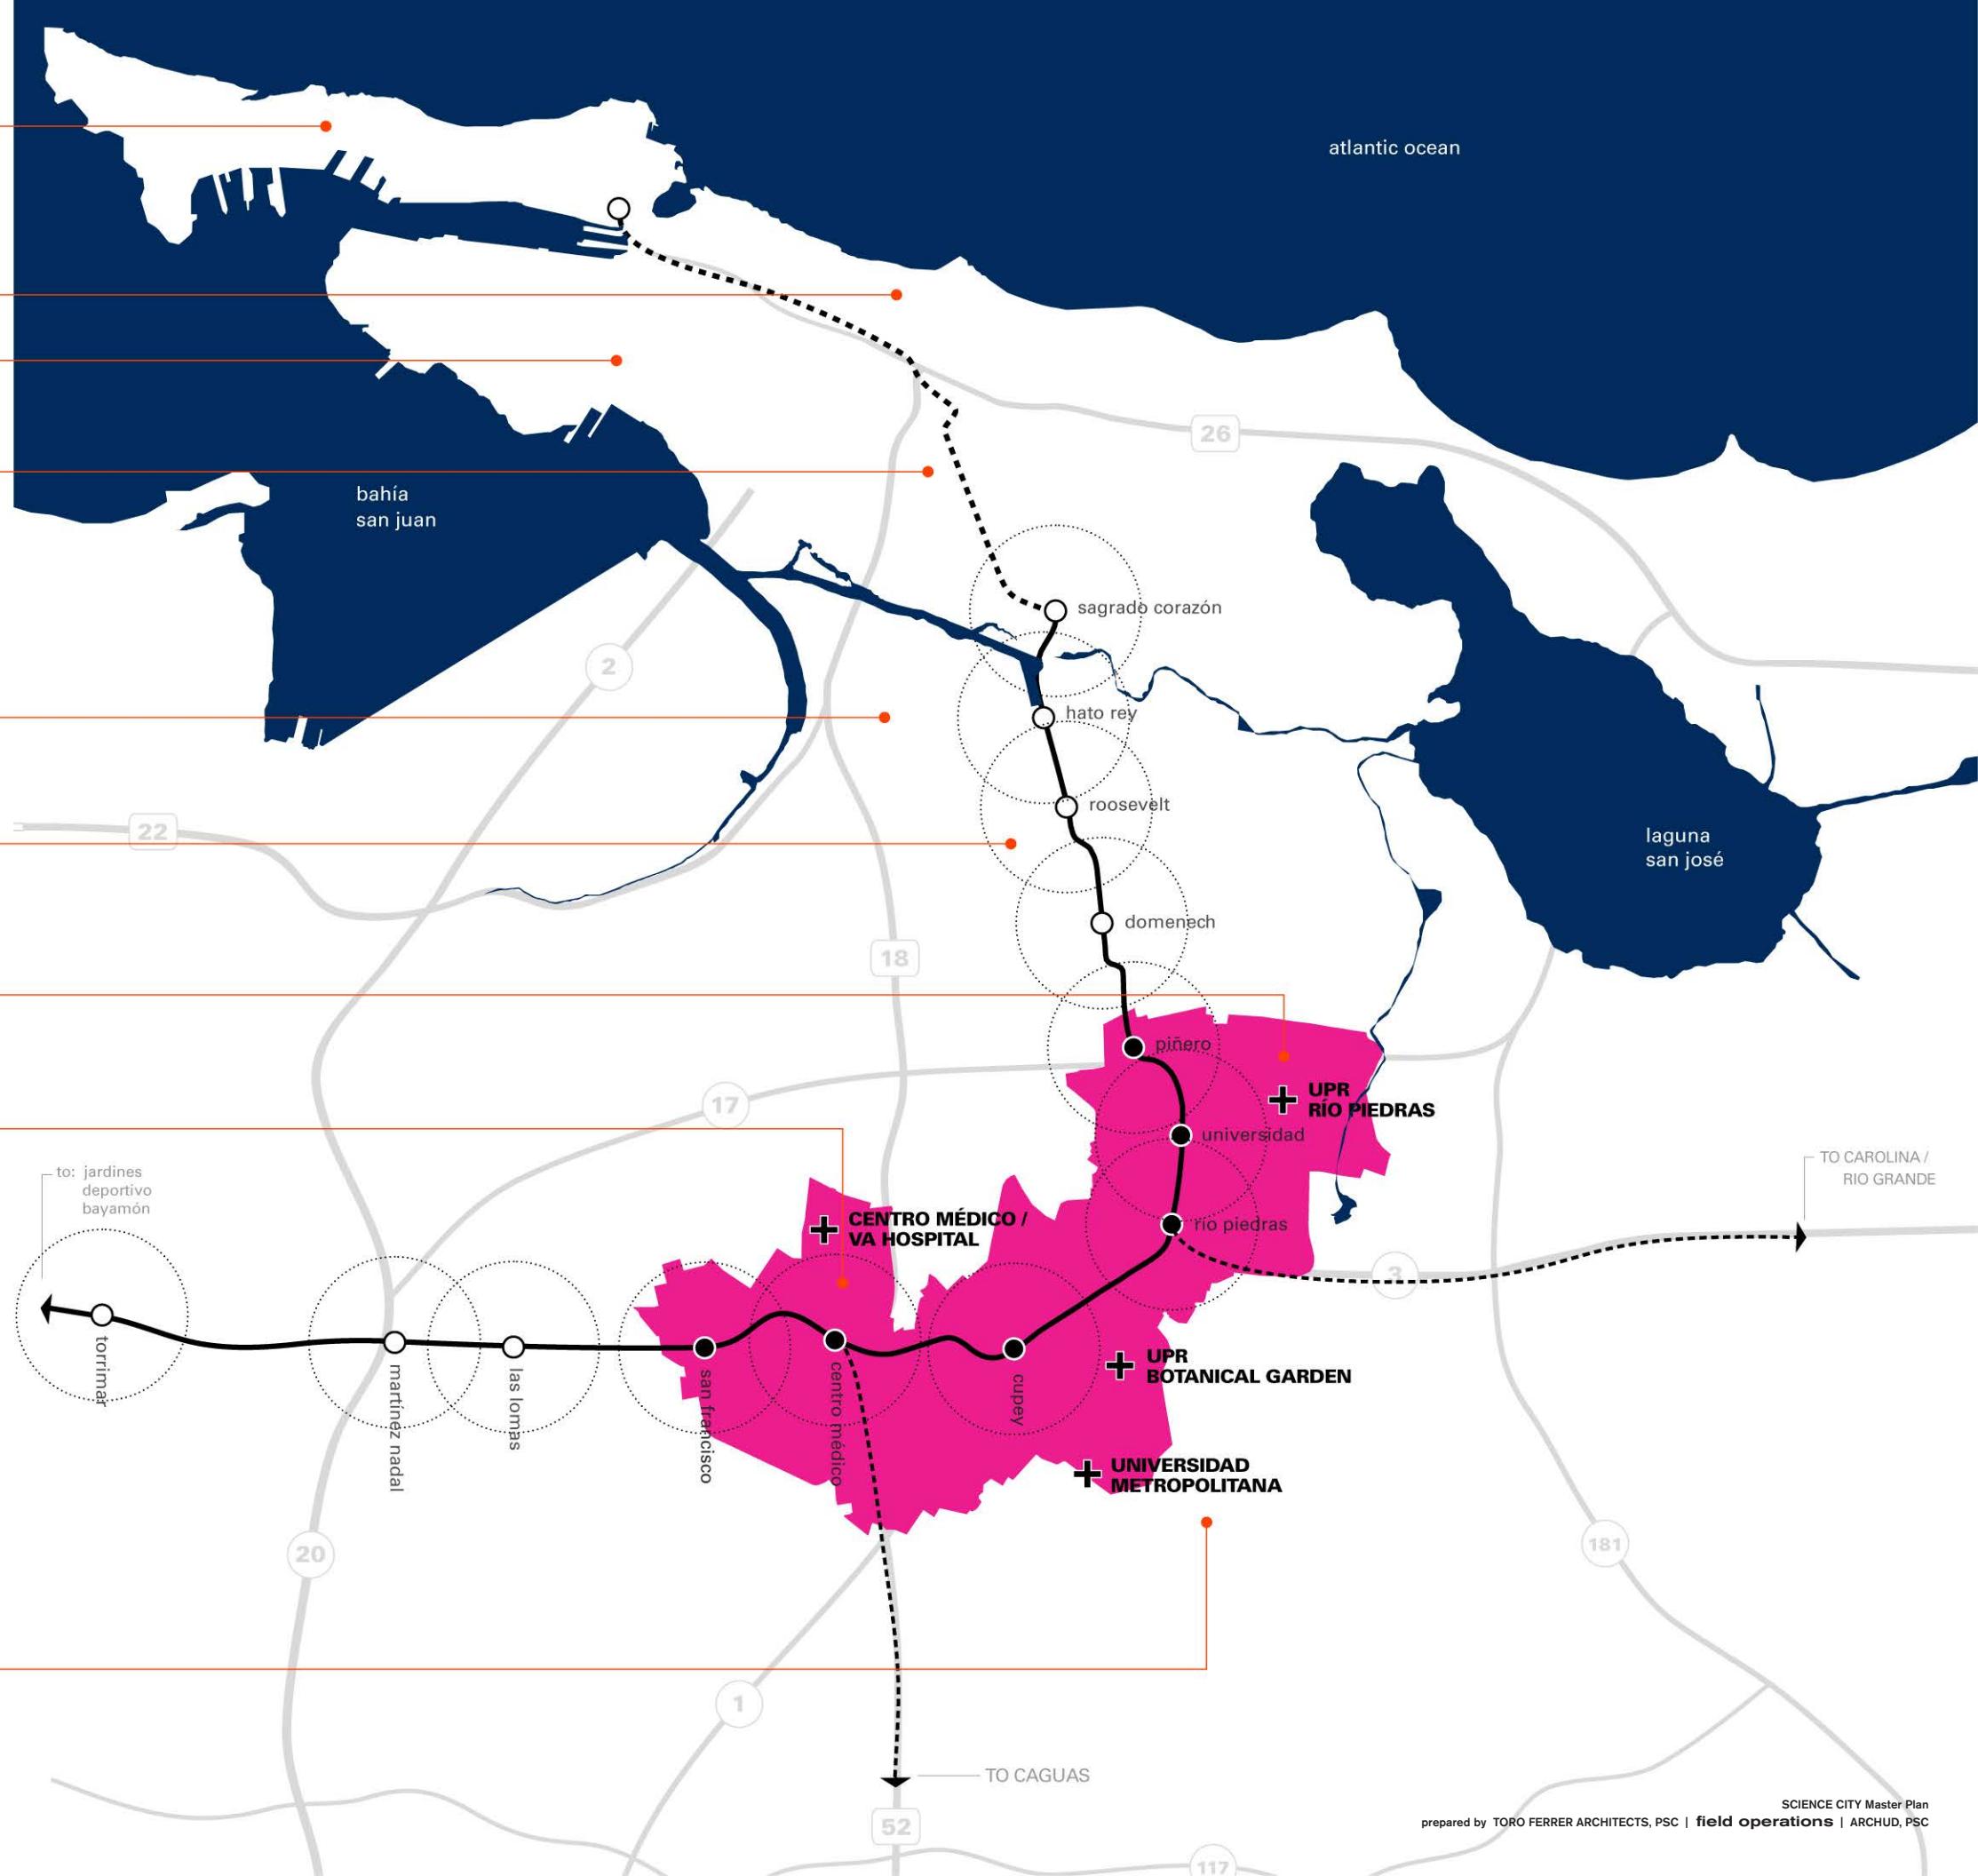 atlantic ocean
26
bahía
san juan
sagrado corazón
2
hato rey
roosevelt
22
laguna
san josé
domenech
18
piñero
UPR
RÍO PIEDRAS
17
universidad
to: jardines
deportivo
bayamón
TO CAROLINA /
RIO GRANDE
CENTRO MÉDICO /
VA HOSPITAL
río piedras
3
torrimar
martínez nadal
las lomas
san francisco
centro médico
cupey
UPR
BOTANICAL GARDEN
UNIVERSIDAD
METROPOLITANA
20
181
1
TO CAGUAS
52
117
SCIENCE CITY Master Plan
prepared by TORO FERRER ARCHITECTS, PSC | field operations | ARCHUD, PSC